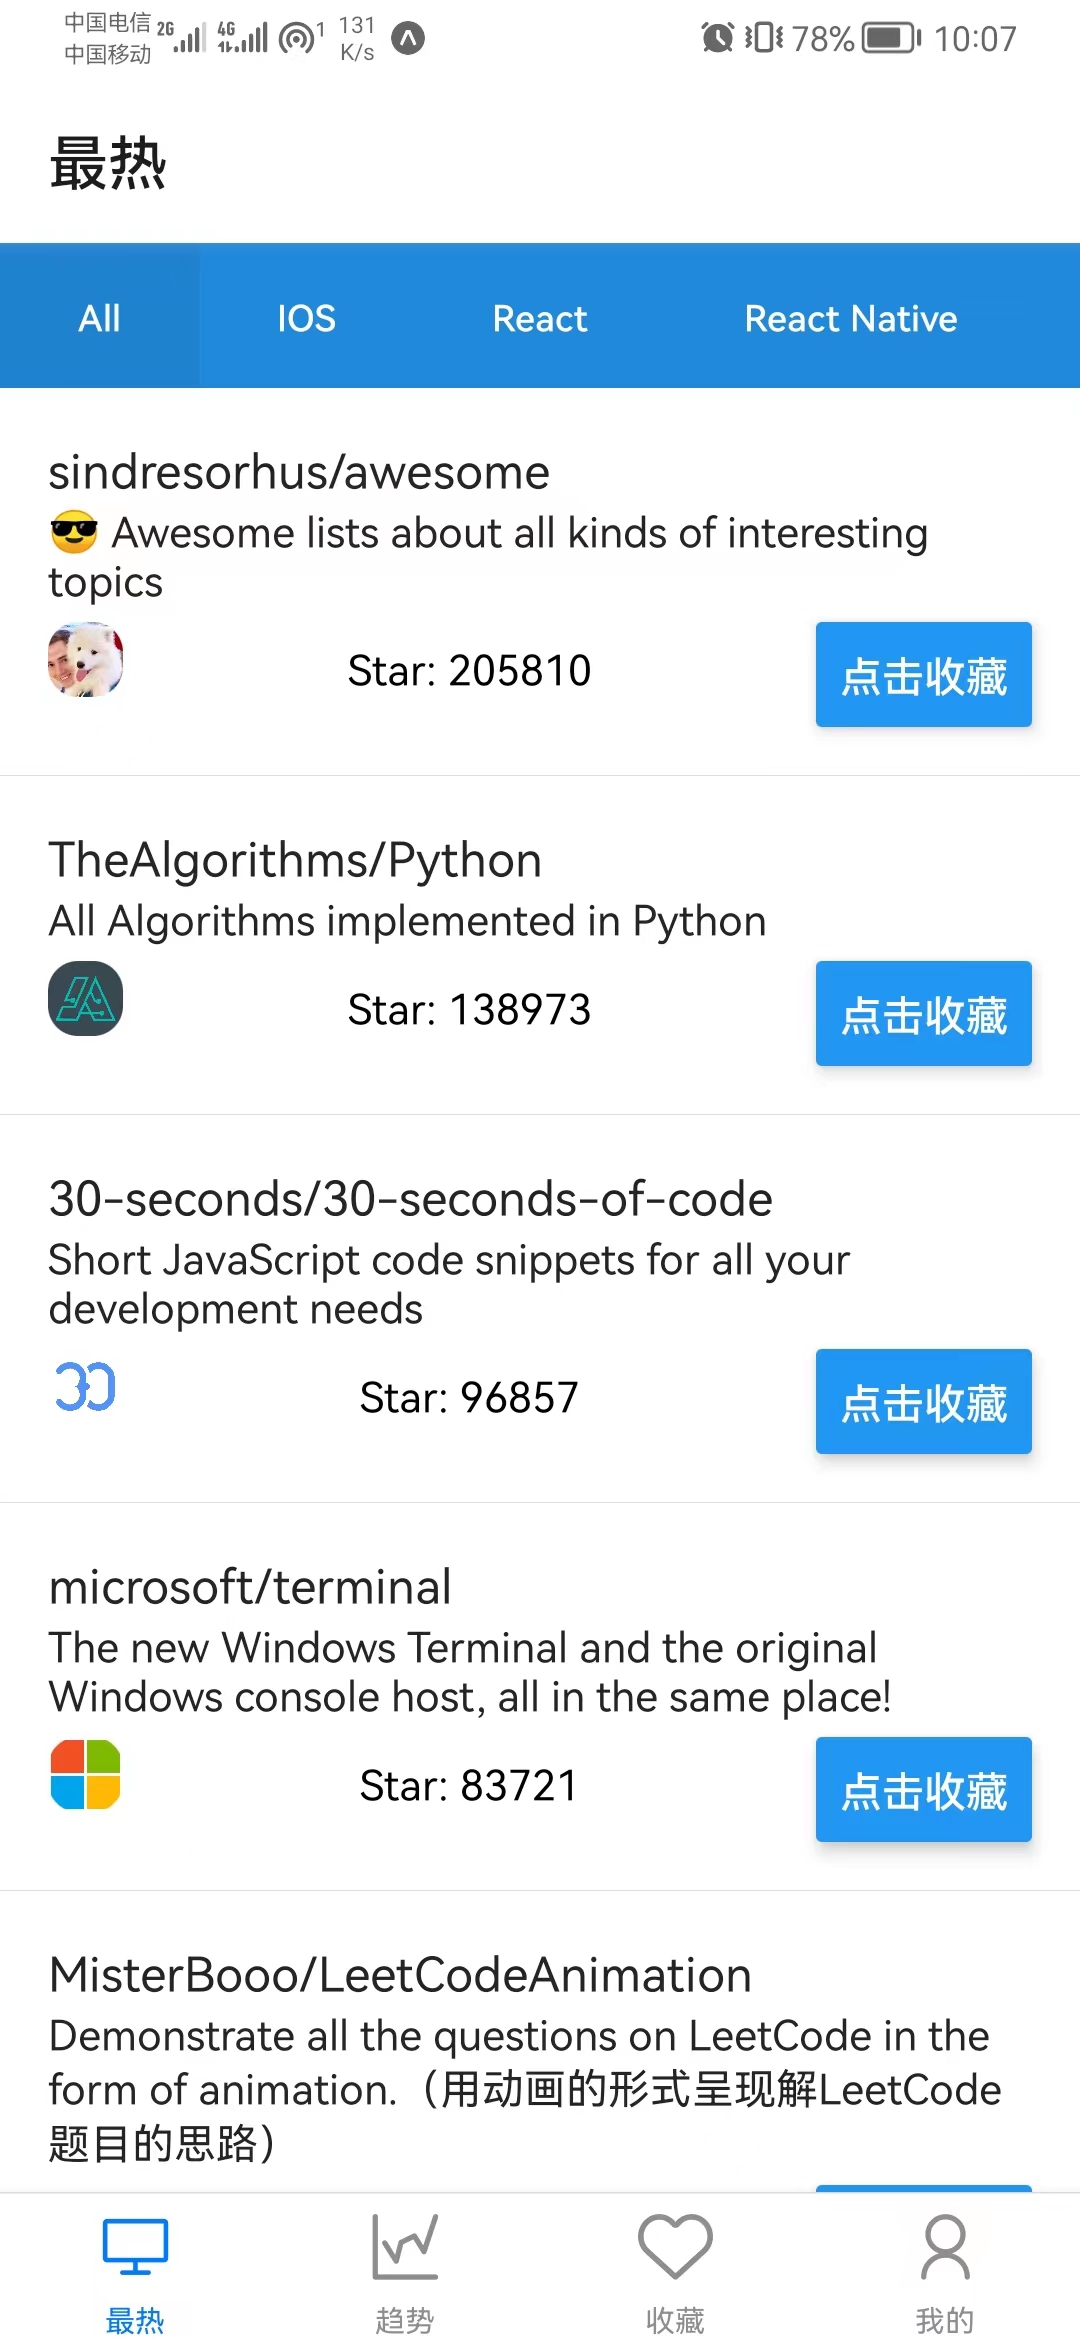 中国电信 2G 4G 1 131 78% 10:07
中国移动 K/s
最热
All IOS React React Native
sindresorhus/awesome
😎 Awesome lists about all kinds of interesting
topics
Star: 205810 点击收藏
TheAlgorithms/Python
All Algorithms implemented in Python
Star: 138973 点击收藏
30-seconds/30-seconds-of-code
Short JavaScript code snippets for all your
development needs
30 Star: 96857 点击收藏
microsoft/terminal
The new Windows Terminal and the original
Windows console host, all in the same place!
Star: 83721 点击收藏
MisterBooo/LeetCodeAnimation
Demonstrate all the questions on LeetCode in the
form of animation.（用动画的形式呈现解LeetCode
题目的思路）
最热 趋势 收藏 我的